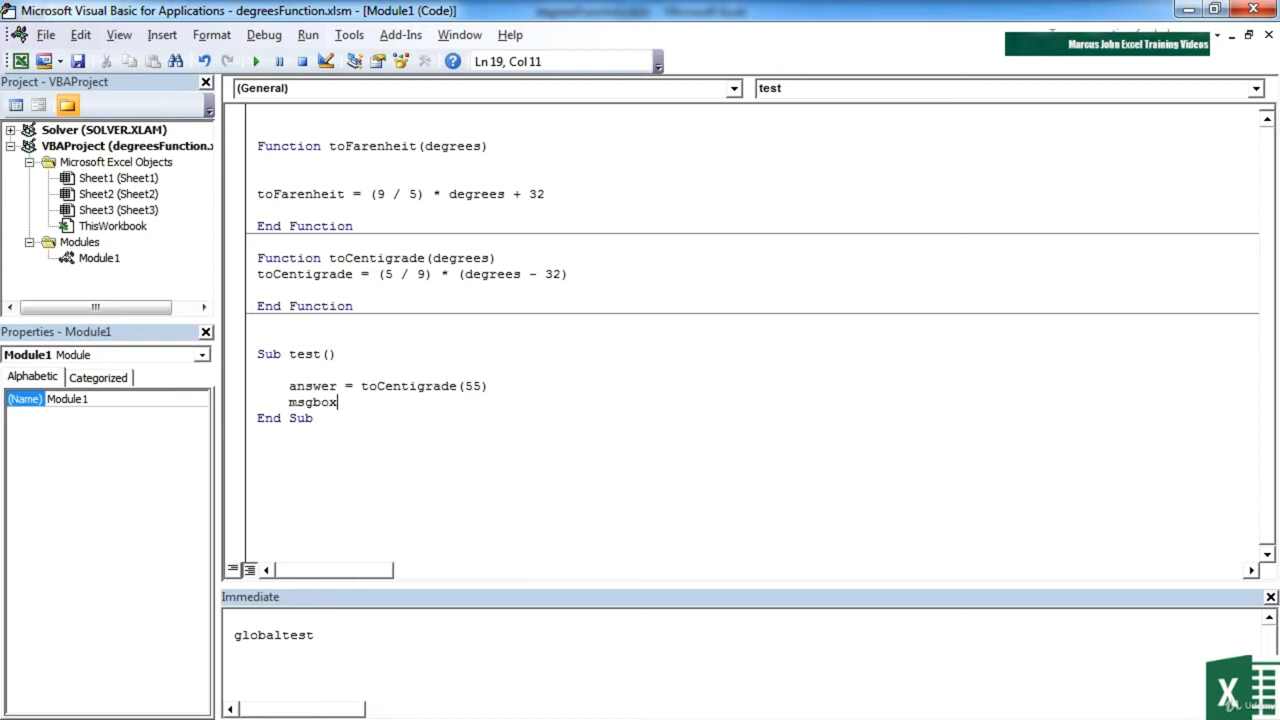 Microsoft Visual Basic for Applications - degreesFunction.xlsm - [Module1 (Code)]
File Edit View Insert Format Debug Run Tools Add-Ins Window Help
Marcus John Excel Training Videos
Ln 19, Col 11
Project - VBAProject
(General)
test
Solver (SOLVER.XLAM)
VBAProject (degreesFunction.x
Microsoft Excel Objects
Sheet1 (Sheet1)
Sheet2 (Sheet2)
Sheet3 (Sheet3)
ThisWorkbook
Modules
Module1
Properties - Module1
Module1 Module
Alphabetic Categorized
(Name) Module1
Function toFarenheit(degrees)
toFarenheit = (9 / 5) * degrees + 32
End Function
Function toCentigrade(degrees)
toCentigrade = (5 / 9) * (degrees - 32)
End Function
Sub test()
answer = toCentigrade(55)
msgbox
End Sub
Immediate
globaltest
X
Udemy